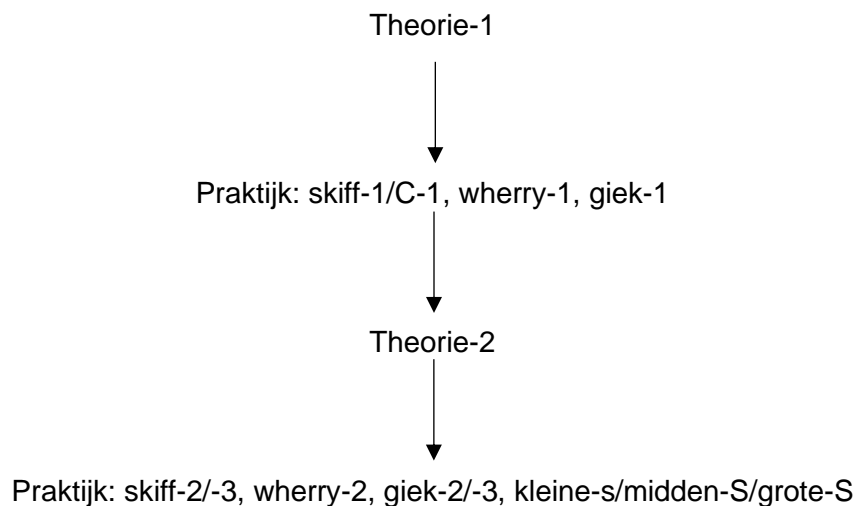 Theorie-1
Praktijk: skiff-1/C-1, wherry-1, giek-1
Theorie-2
Praktijk: skiff-2/-3, wherry-2, giek-2/-3, kleine-s/midden-S/grote-S